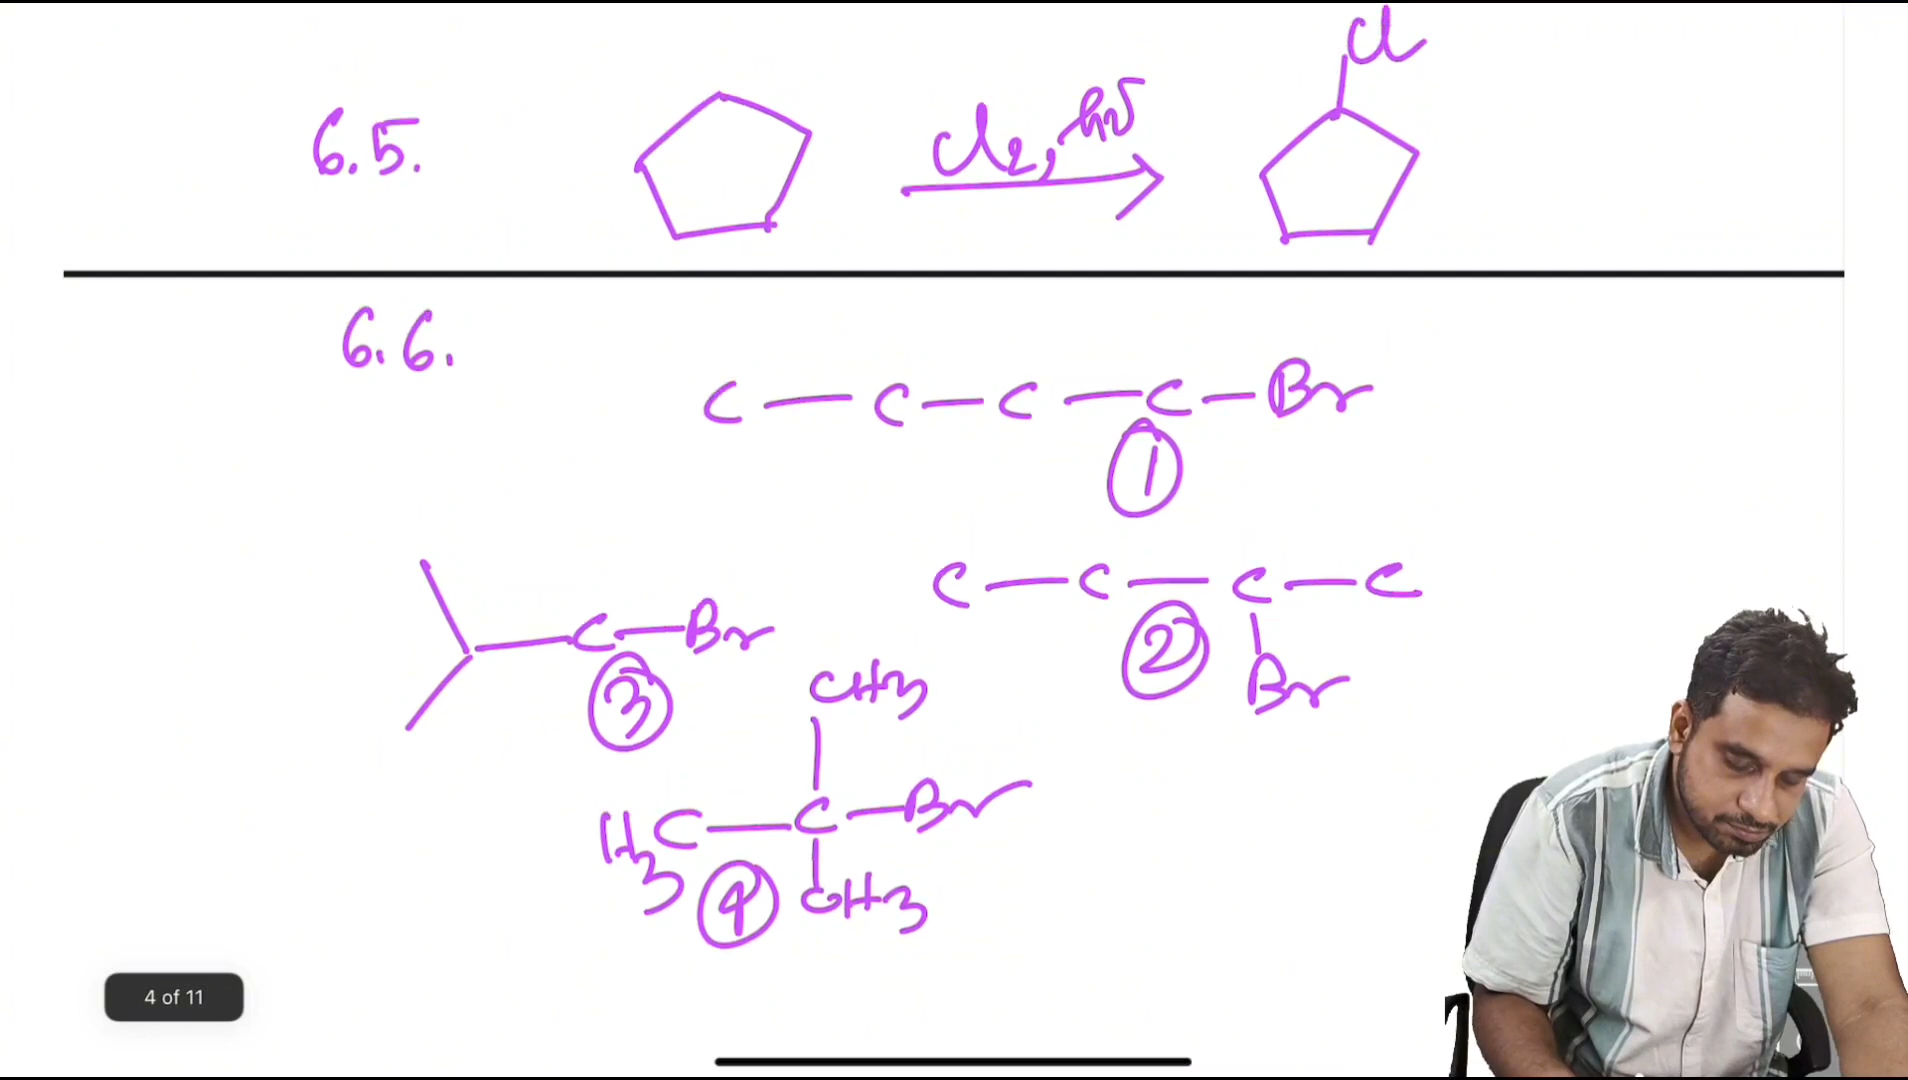 Cl
6.5.
Cl2, hν
6.6.
C — C — C — C — Br
1
C — C — C — C
2
Br
C — Br
3
CH3
H3C — C — Br
4
CH3
4 of 11